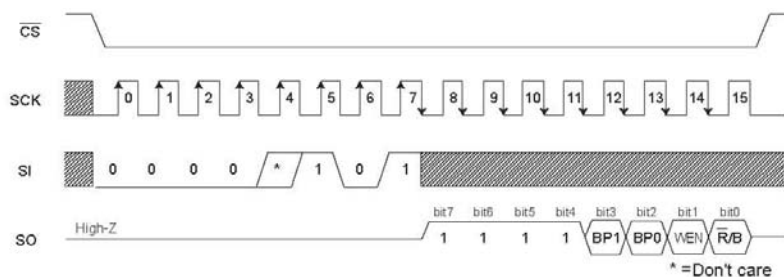 CS
SCK 0 1 2 3 4 5 6 7 8 9 10 11 12 13 14 15
SI 0 0 0 0 * 1 0 1
bit7 bit6 bit5 bit4 bit3 bit2 bit1 bit0
High-Z
SO 1 1 1 1 BP1 BP0 WEN R/B
* =Don't care